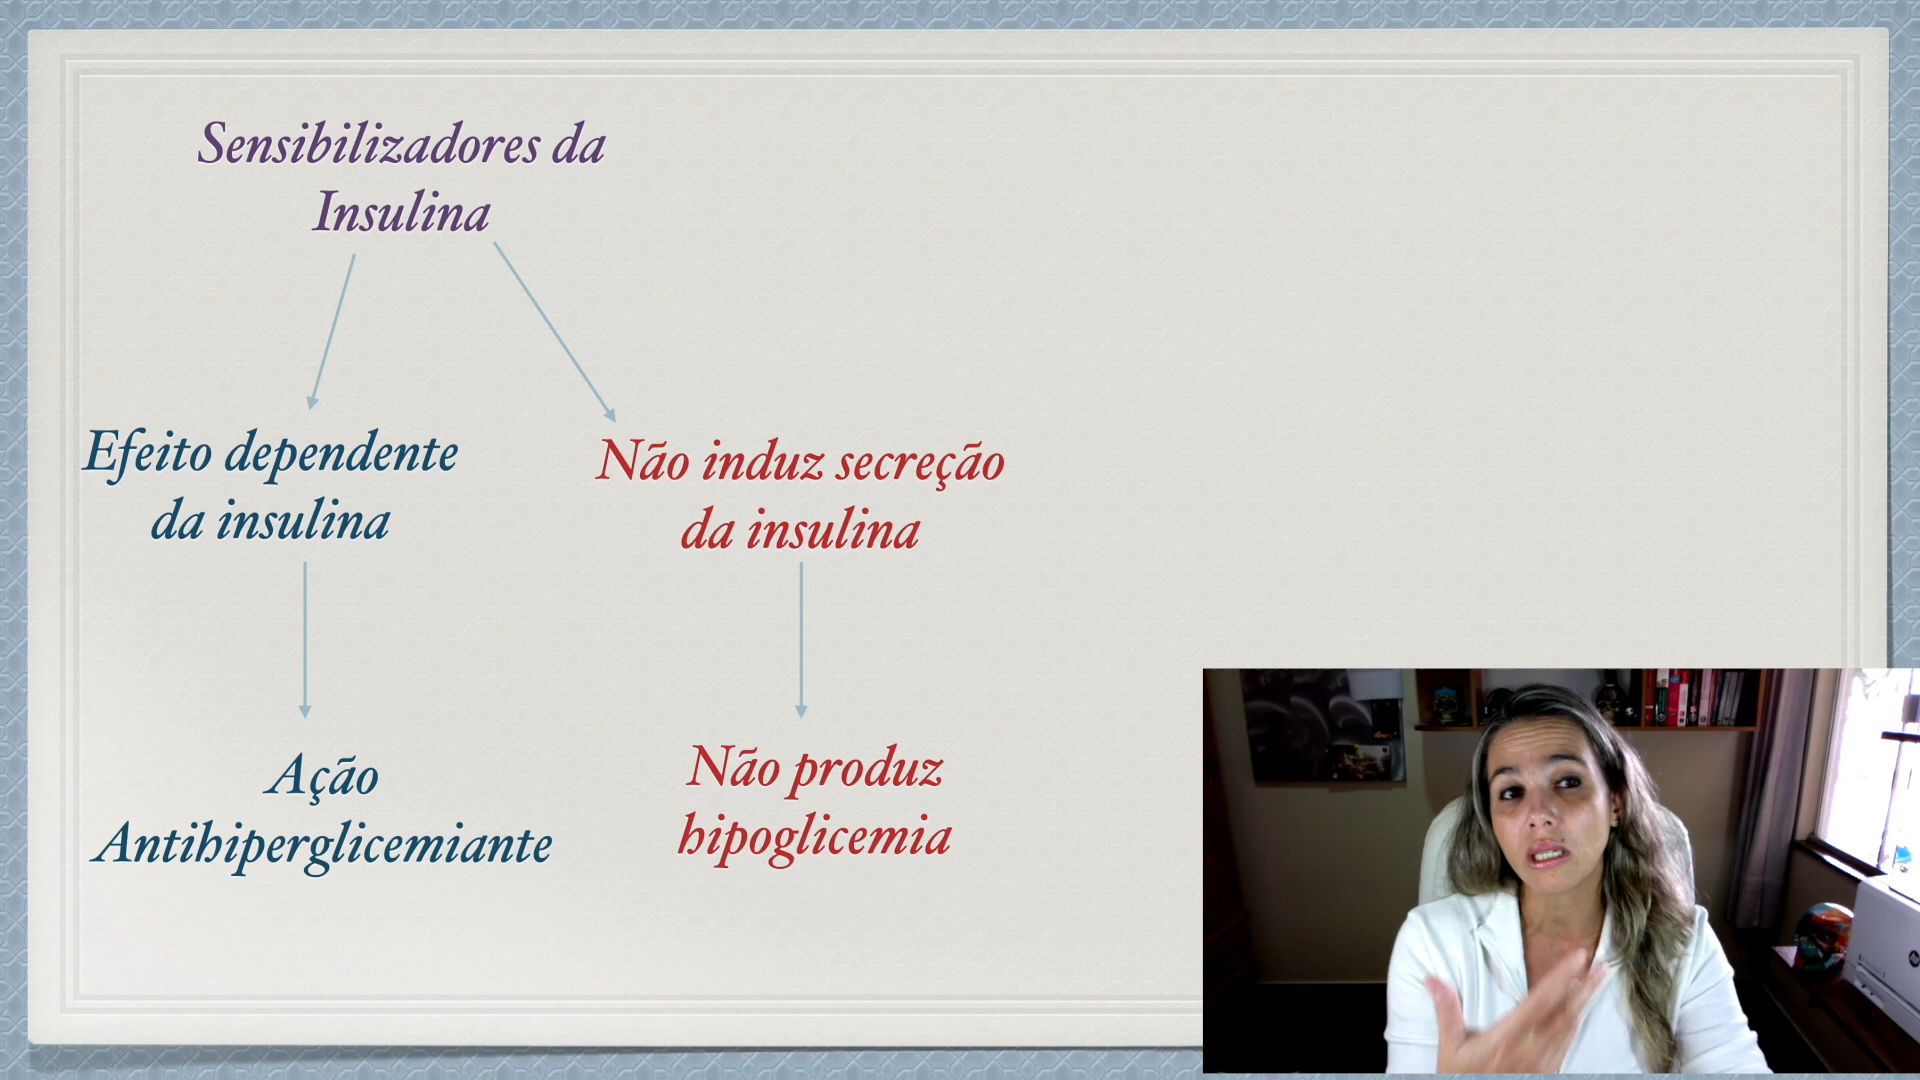 Sensibilizadores da
Insulina
Efeito dependente
da insulina
Não induz secreção
da insulina
Ação
Antihiperglicemiante
Não produz
hipoglicemia